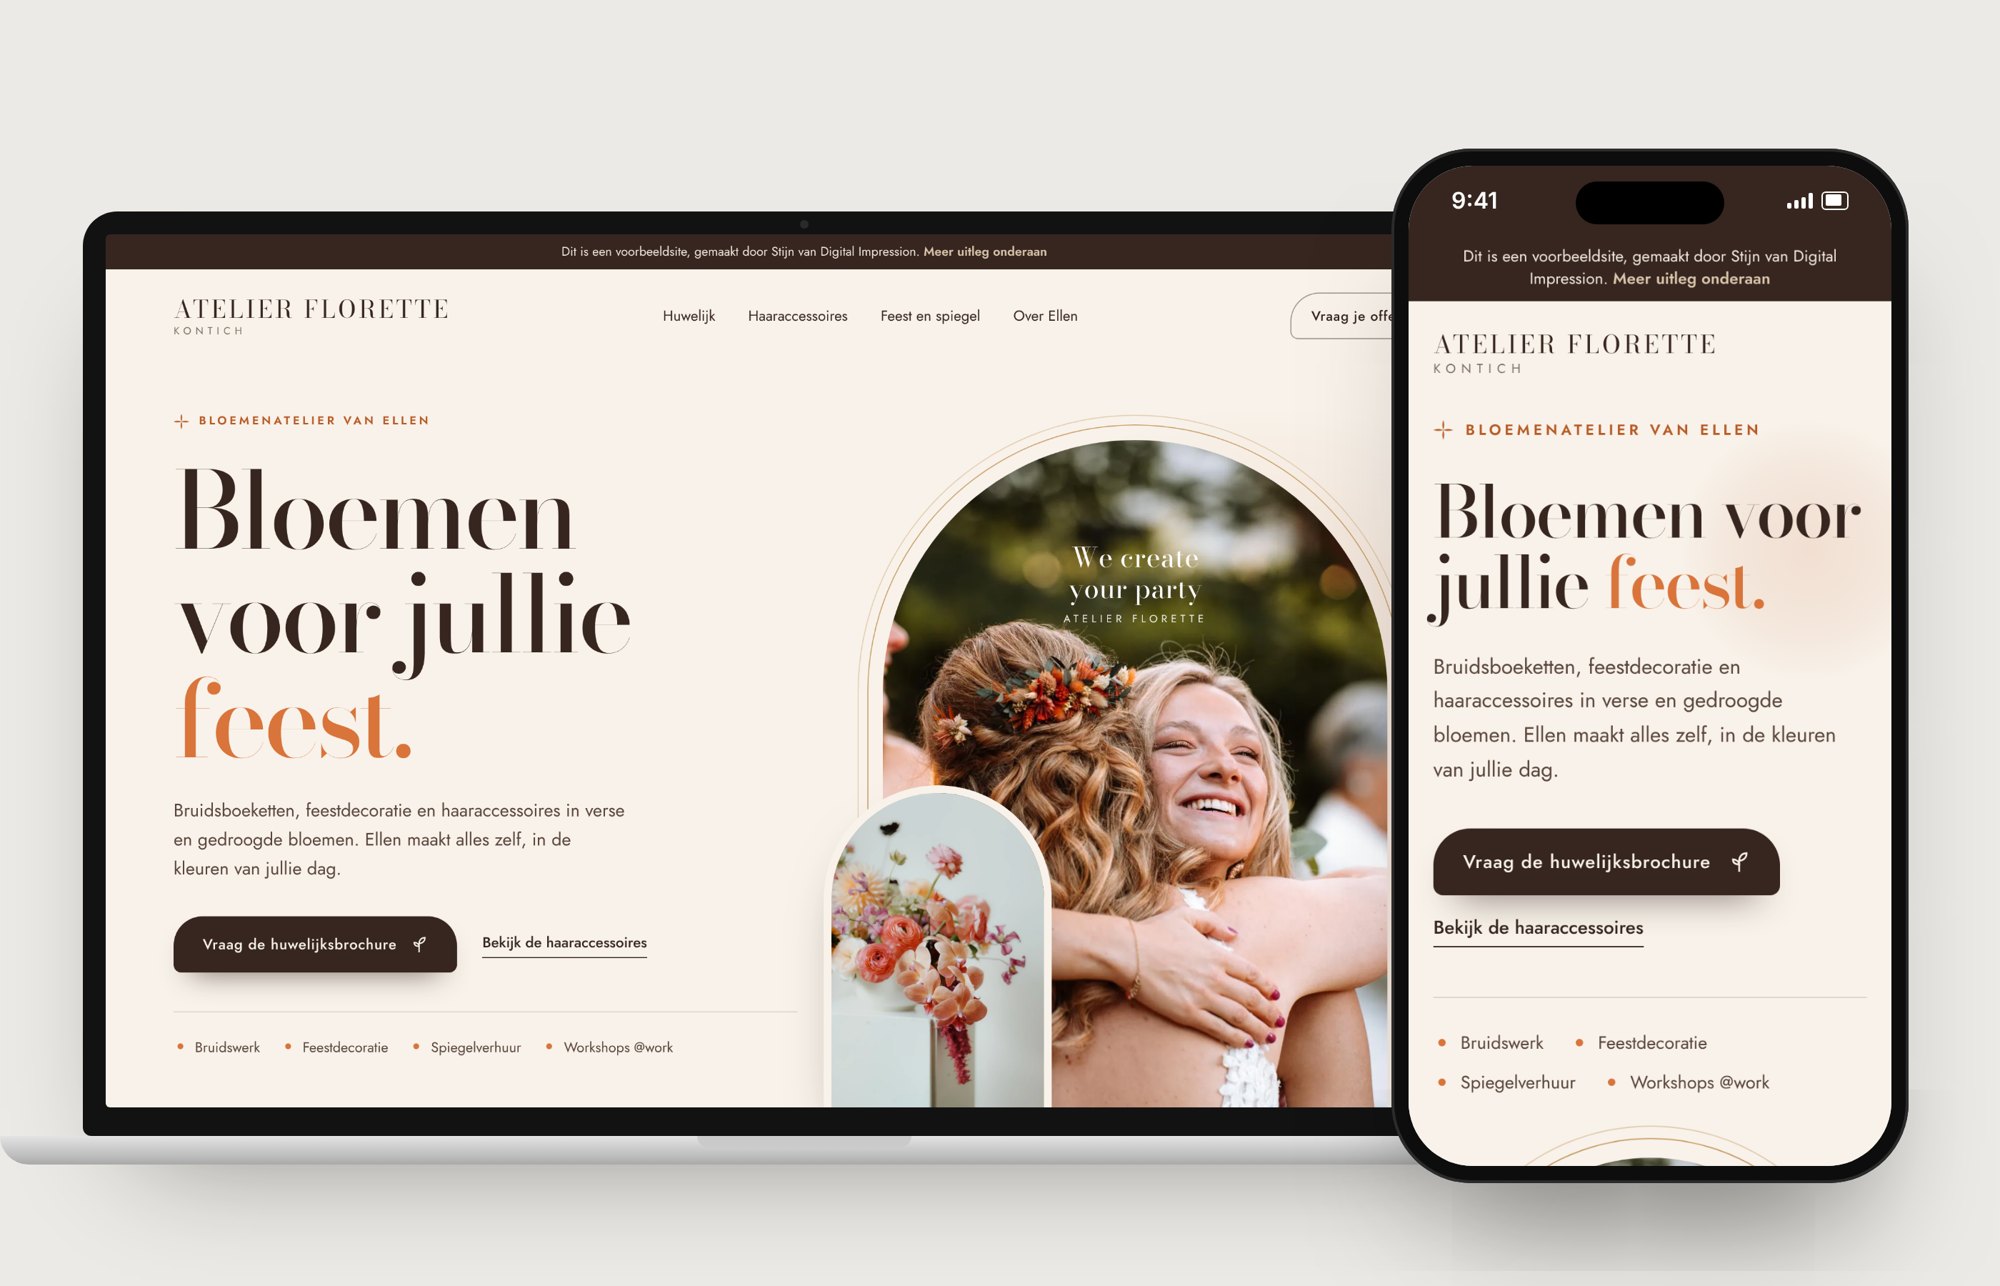 Dit is een voorbeeldsite, gemaakt door Stijn van Digital Impression. Meer uitleg onderaan
ATELIER FLORETTE
KONTICH
Huwelijk
Haaraccessoires
Feest en spiegel
Over Ellen
Vraag je offe
BLOEMENATELIER VAN ELLEN
Bloemen
voor jullie
feest.
Bruidsboeketten, feestdecoratie en haaraccessoires in verse
en gedroogde bloemen. Ellen maakt alles zelf, in de
kleuren van jullie dag.
Vraag de huwelijksbrochure
Bekijk de haaraccessoires
Bruidswerk
Feestdecoratie
Spiegelverhuur
Workshops @work
We create
your party
ATELIER FLORETTE
9:41
Dit is een voorbeeldsite, gemaakt door Stijn van Digital
Impression. Meer uitleg onderaan
ATELIER FLORETTE
KONTICH
BLOEMENATELIER VAN ELLEN
Bloemen voor
jullie feest.
Bruidsboeketten, feestdecoratie en
haaraccessoires in verse en gedroogde
bloemen. Ellen maakt alles zelf, in de kleuren
van jullie dag.
Vraag de huwelijksbrochure
Bekijk de haaraccessoires
Bruidswerk
Feestdecoratie
Spiegelverhuur
Workshops @work